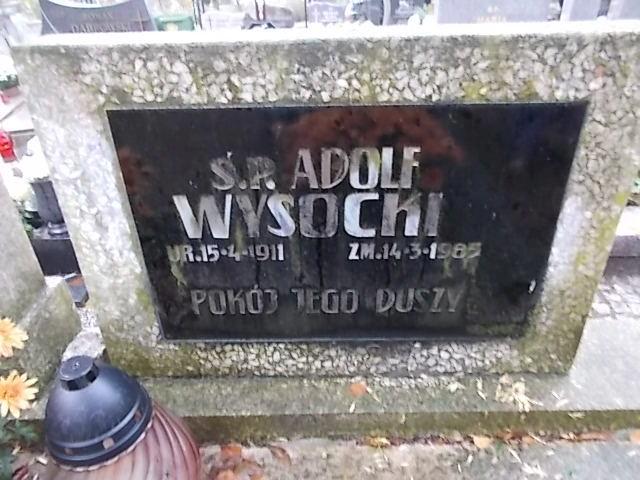 Ś.P. ADOLF
WYSOCKI
UR.15·4·1911 ZM.14·3·1985
POKÓJ JEGO DUSZY